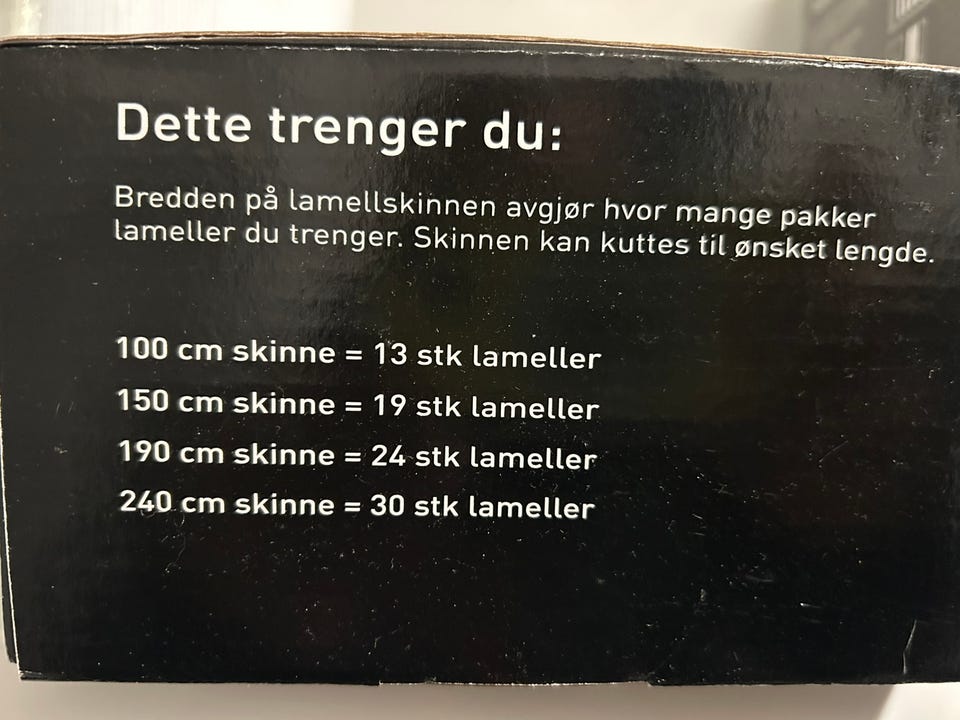 Dette trenger du:
Bredden på lamellskinnen avgjør hvor mange pakker
lameller du trenger. Skinnen kan kuttes til ønsket lengde.
100 cm skinne = 13 stk lameller
150 cm skinne = 19 stk lameller
190 cm skinne = 24 stk lameller
240 cm skinne = 30 stk lameller